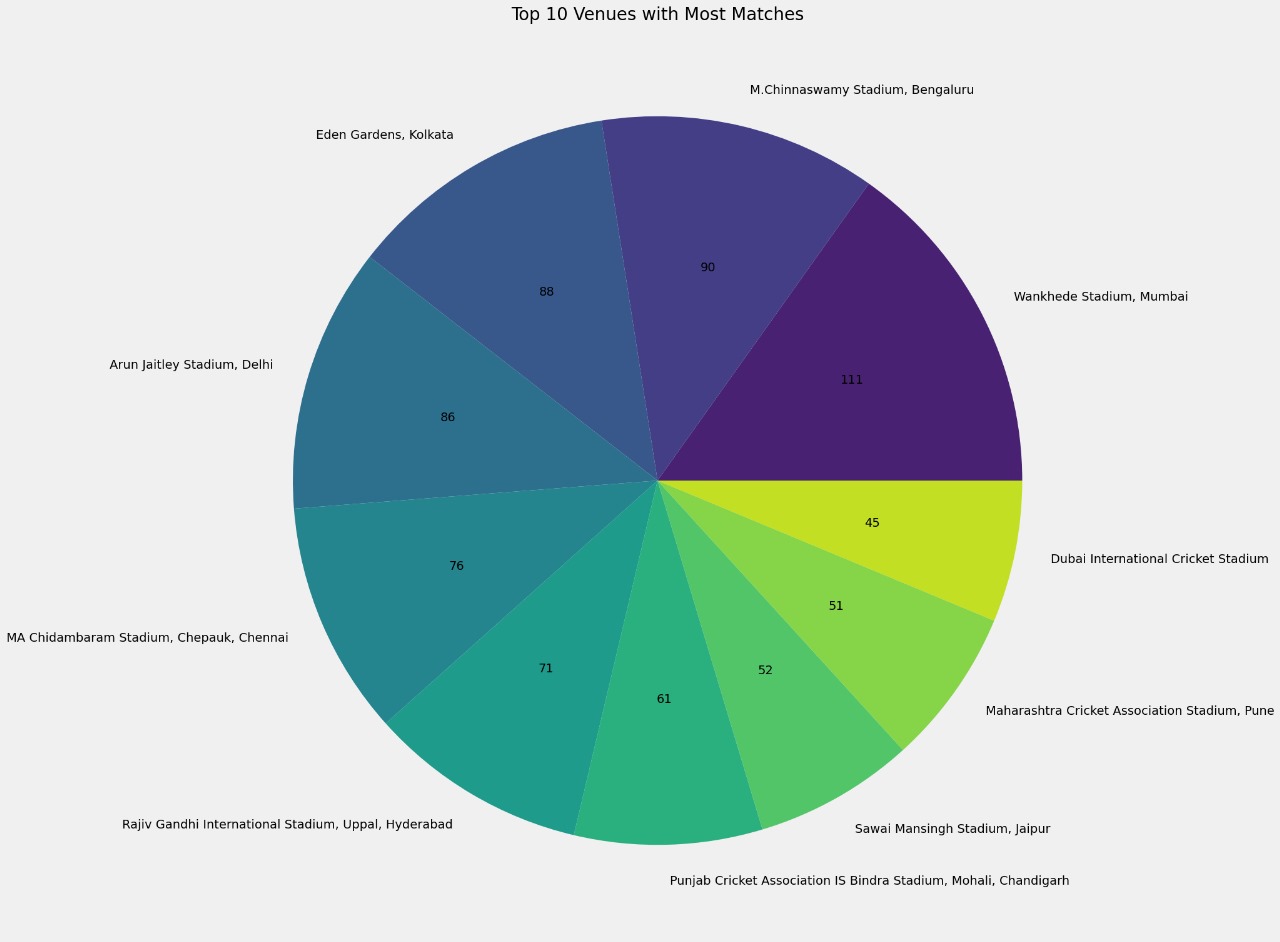 Top 10 Venues with Most Matches
M.Chinnaswamy Stadium, Bengaluru
Eden Gardens, Kolkata
90
88
Wankhede Stadium, Mumbai
Arun Jaitley Stadium, Delhi
111
86
45
Dubai International Cricket Stadium
76
51
MA Chidambaram Stadium, Chepauk, Chennai
71
52
61
Maharashtra Cricket Association Stadium, Pune
Rajiv Gandhi International Stadium, Uppal, Hyderabad
Sawai Mansingh Stadium, Jaipur
Punjab Cricket Association IS Bindra Stadium, Mohali, Chandigarh